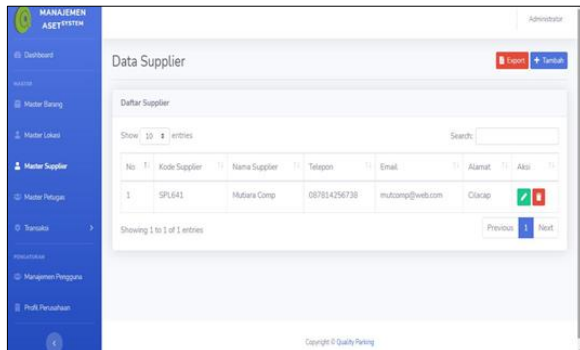 MANAJEMEN
ASET SYSTEM
Administrator
Dashboard
MASTER
Master Barang
Master Lokasi
Master Supplier
Master Petugas
Transaksi
PENGATURAN
Manajemen Pengguna
Profil Perusahaan
Data Supplier
Export
Tambah
Daftar Supplier
Show 10 entries
Search:
No Kode Supplier Nama Supplier Telepon Email Alamat Aksi
1 SPL641 Mutiara Comp 087814256738 mutcomp@web.com Cilacap
Showing 1 to 1 of 1 entries
Previous 1 Next
Copyright © Quality Parking